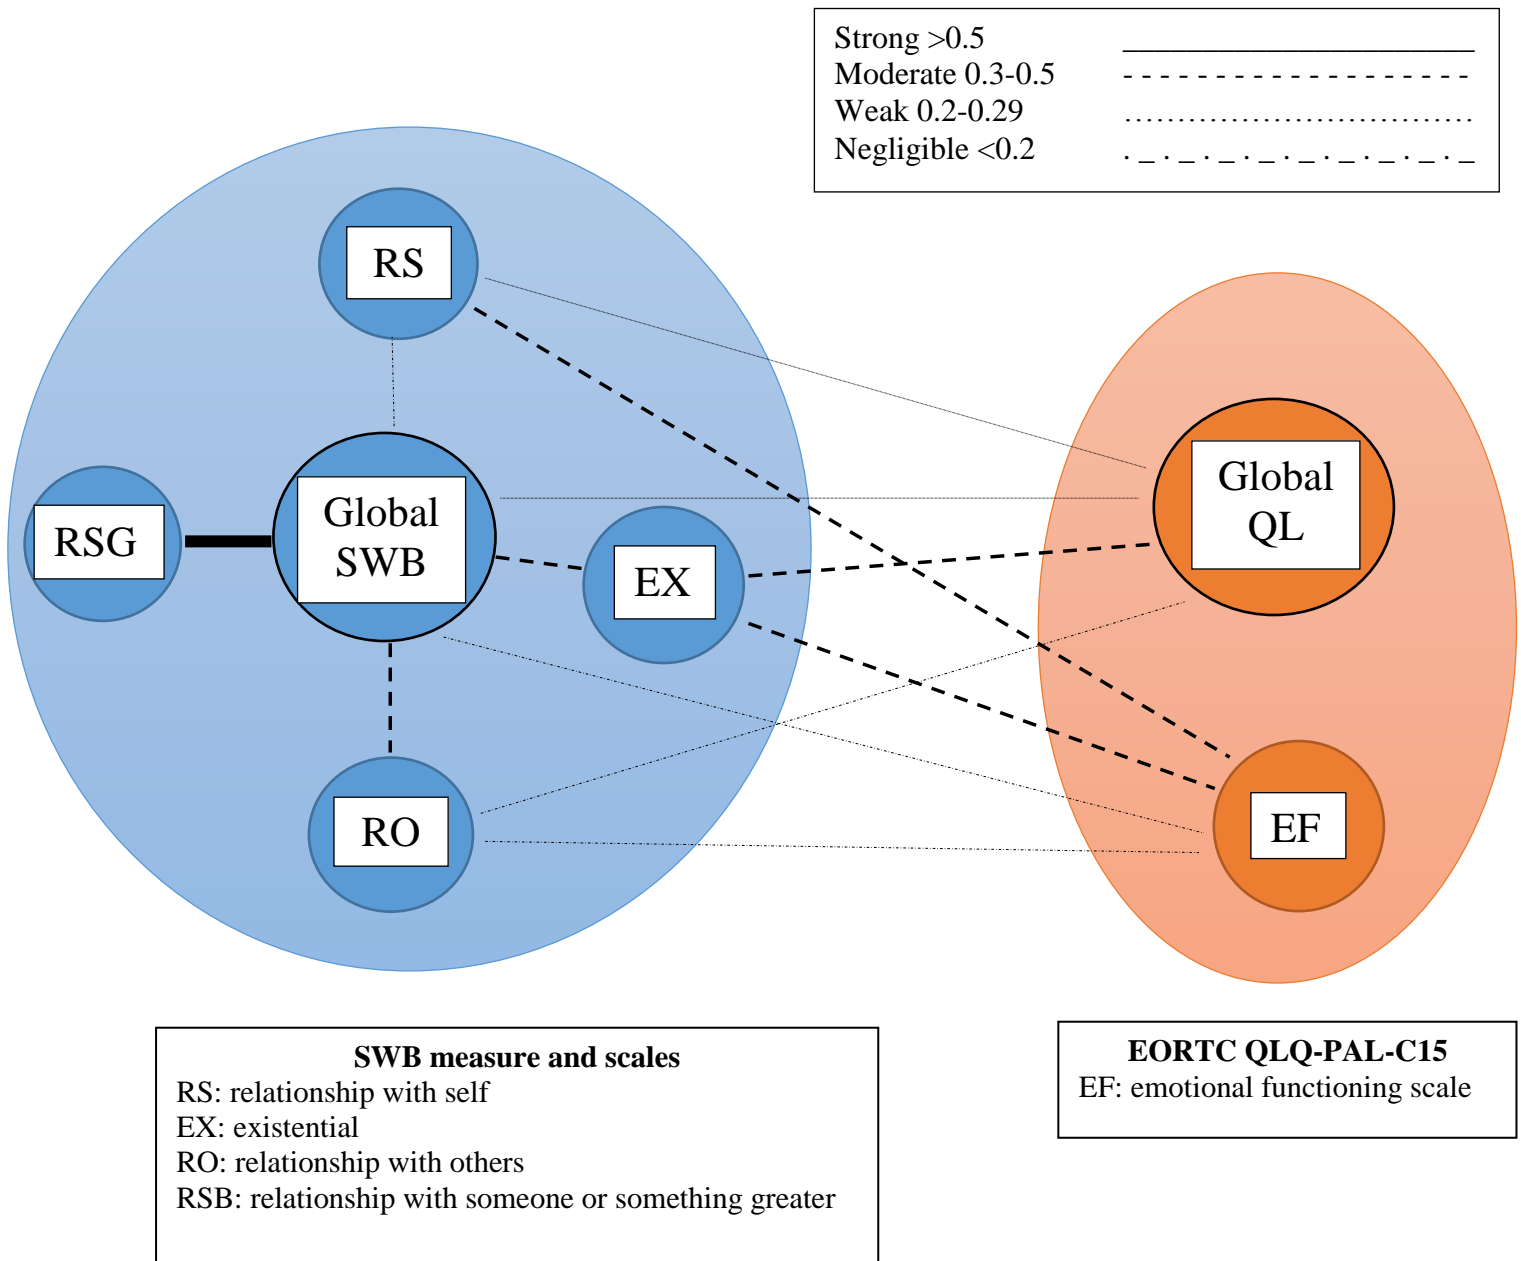 Strong >0.5 ________________________
Moderate 0.3-0.5 - - - - - - - - - - - - - - - - - - -
Weak 0.2-0.29 ……………………………
Negligible <0.2 . _ . _ . _ . _ . _ . _ . _ . _ . _
RS
Global
SWB
RSG
EX
RO
Global
QL
EF
SWB measure and scales
RS: relationship with self
EX: existential
RO: relationship with others
RSB: relationship with someone or something greater
EORTC QLQ-PAL-C15
EF: emotional functioning scale